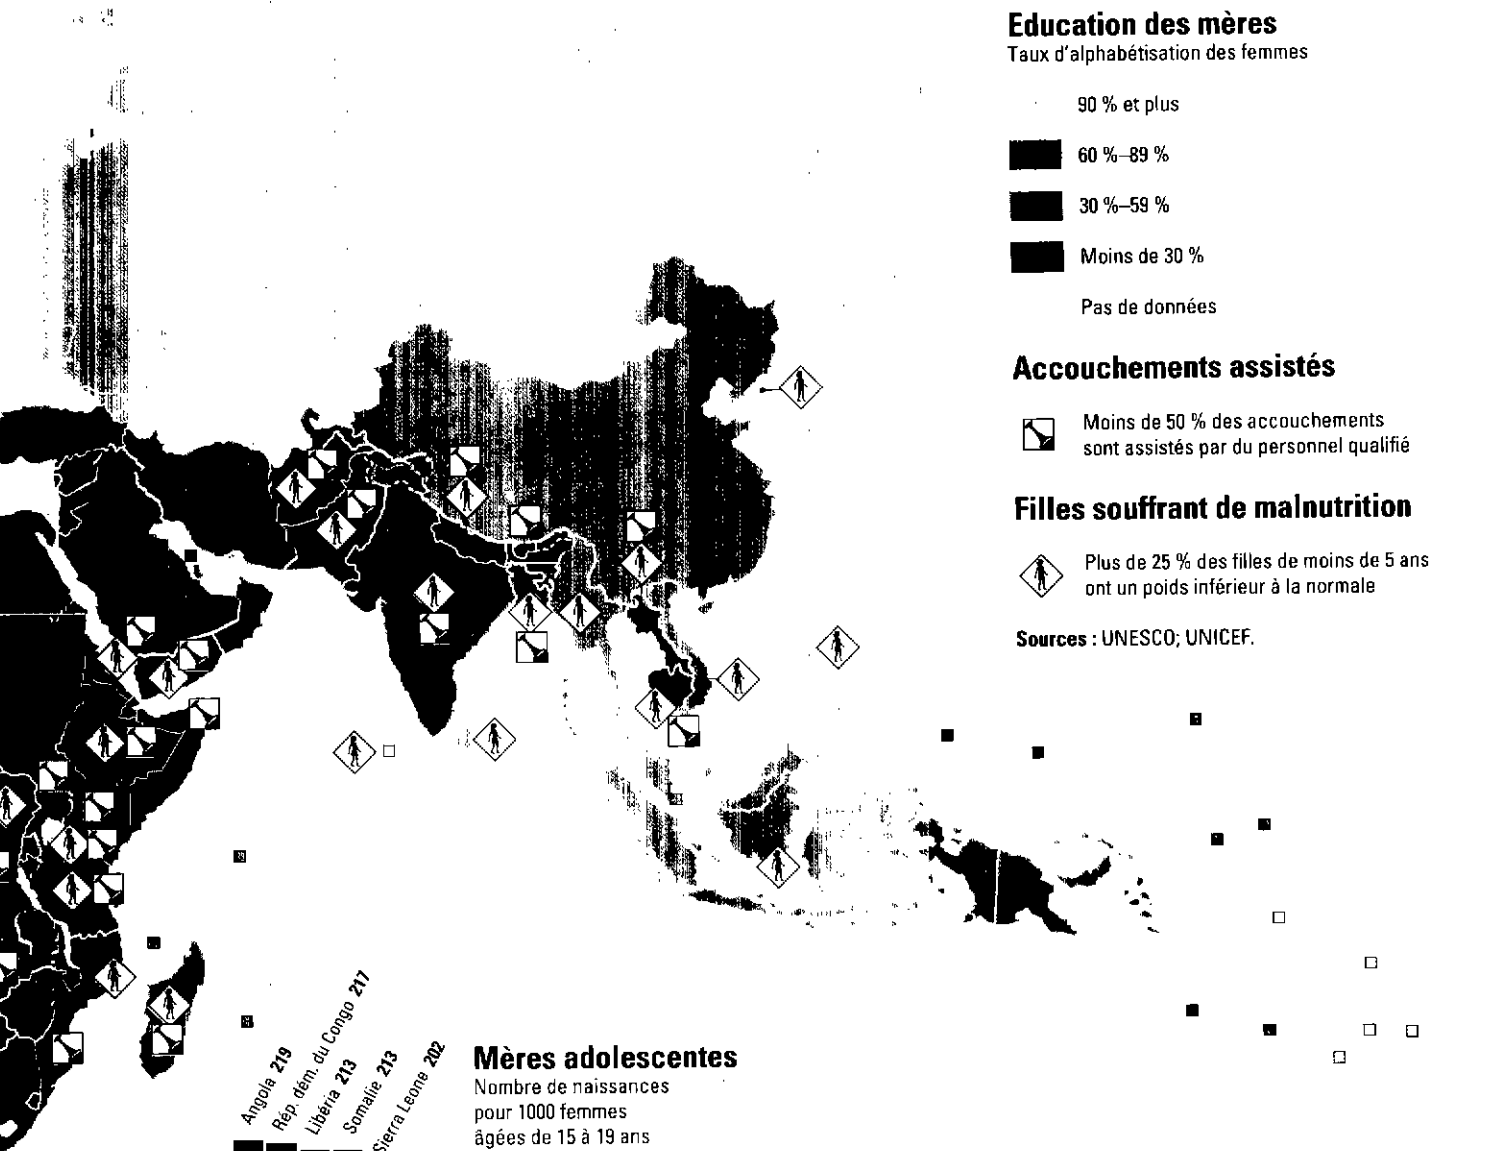 Education des mères
Taux d'alphabétisation des femmes
90 % et plus
60 %–89 %
30 %–59 %
Moins de 30 %
Pas de données
Accouchements assistés
Moins de 50 % des accouchements
sont assistés par du personnel qualifié
Filles souffrant de malnutrition
Plus de 25 % des filles de moins de 5 ans
ont un poids inférieur à la normale
Sources : UNESCO; UNICEF.
Angola 219
Rép. dém. du Congo 217
Libéria 213
Somalie 213
Sierra Leone 202
Mères adolescentes
Nombre de naissances
pour 1000 femmes
âgées de 15 à 19 ans